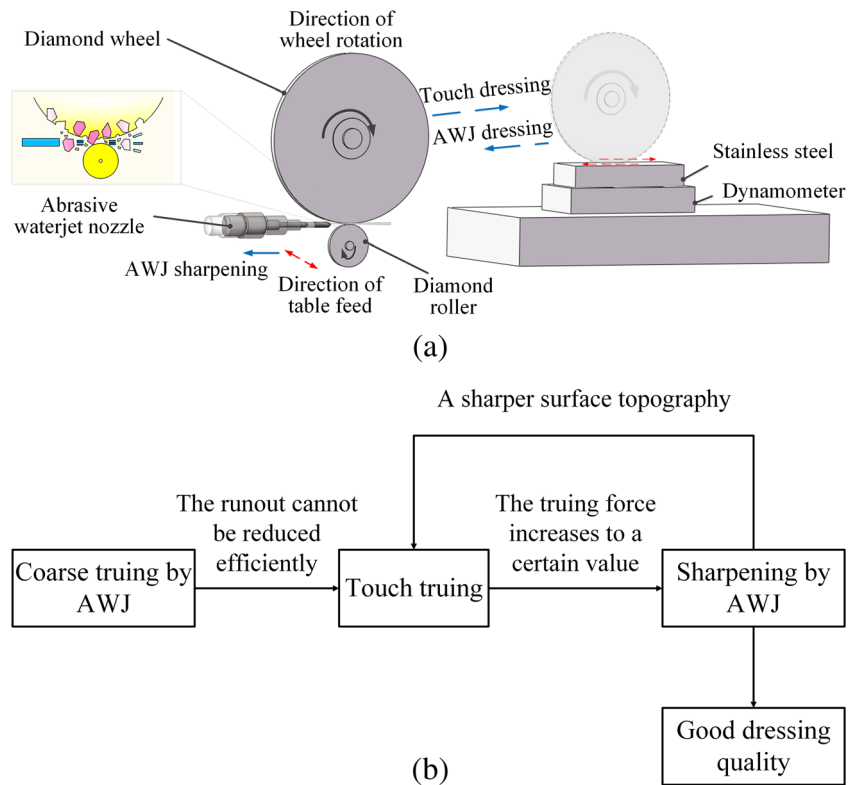 Direction of
wheel rotation
Diamond wheel
Touch dressing
AWJ dressing
Stainless steel
Dynamometer
Abrasive
waterjet nozzle
AWJ sharpening
Direction of
table feed
Diamond
roller
(a)
A sharper surface topography
The runout cannot
be reduced
efficiently
The truing force
increases to a
certain value
Coarse truing by
AWJ
Touch truing
Sharpening by
AWJ
Good dressing
quality
(b)